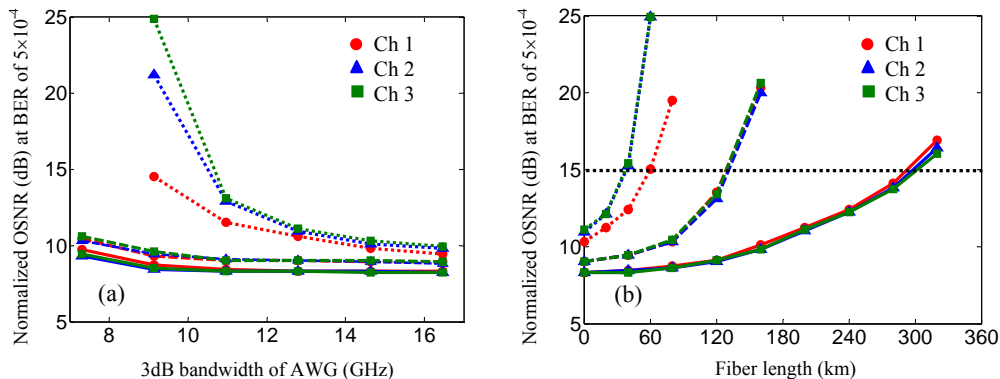 Normalized OSNR (dB) at BER of 5×10⁻⁴
25
20
15
10
5
8
10
12
14
16
3dB bandwidth of AWG (GHz)
Ch 1
Ch 2
Ch 3
(a)
Normalized OSNR (dB) at BER of 5×10⁻⁴
25
20
15
10
5
0
60
120
180
240
300
360
Fiber length (km)
Ch 1
Ch 2
Ch 3
(b)